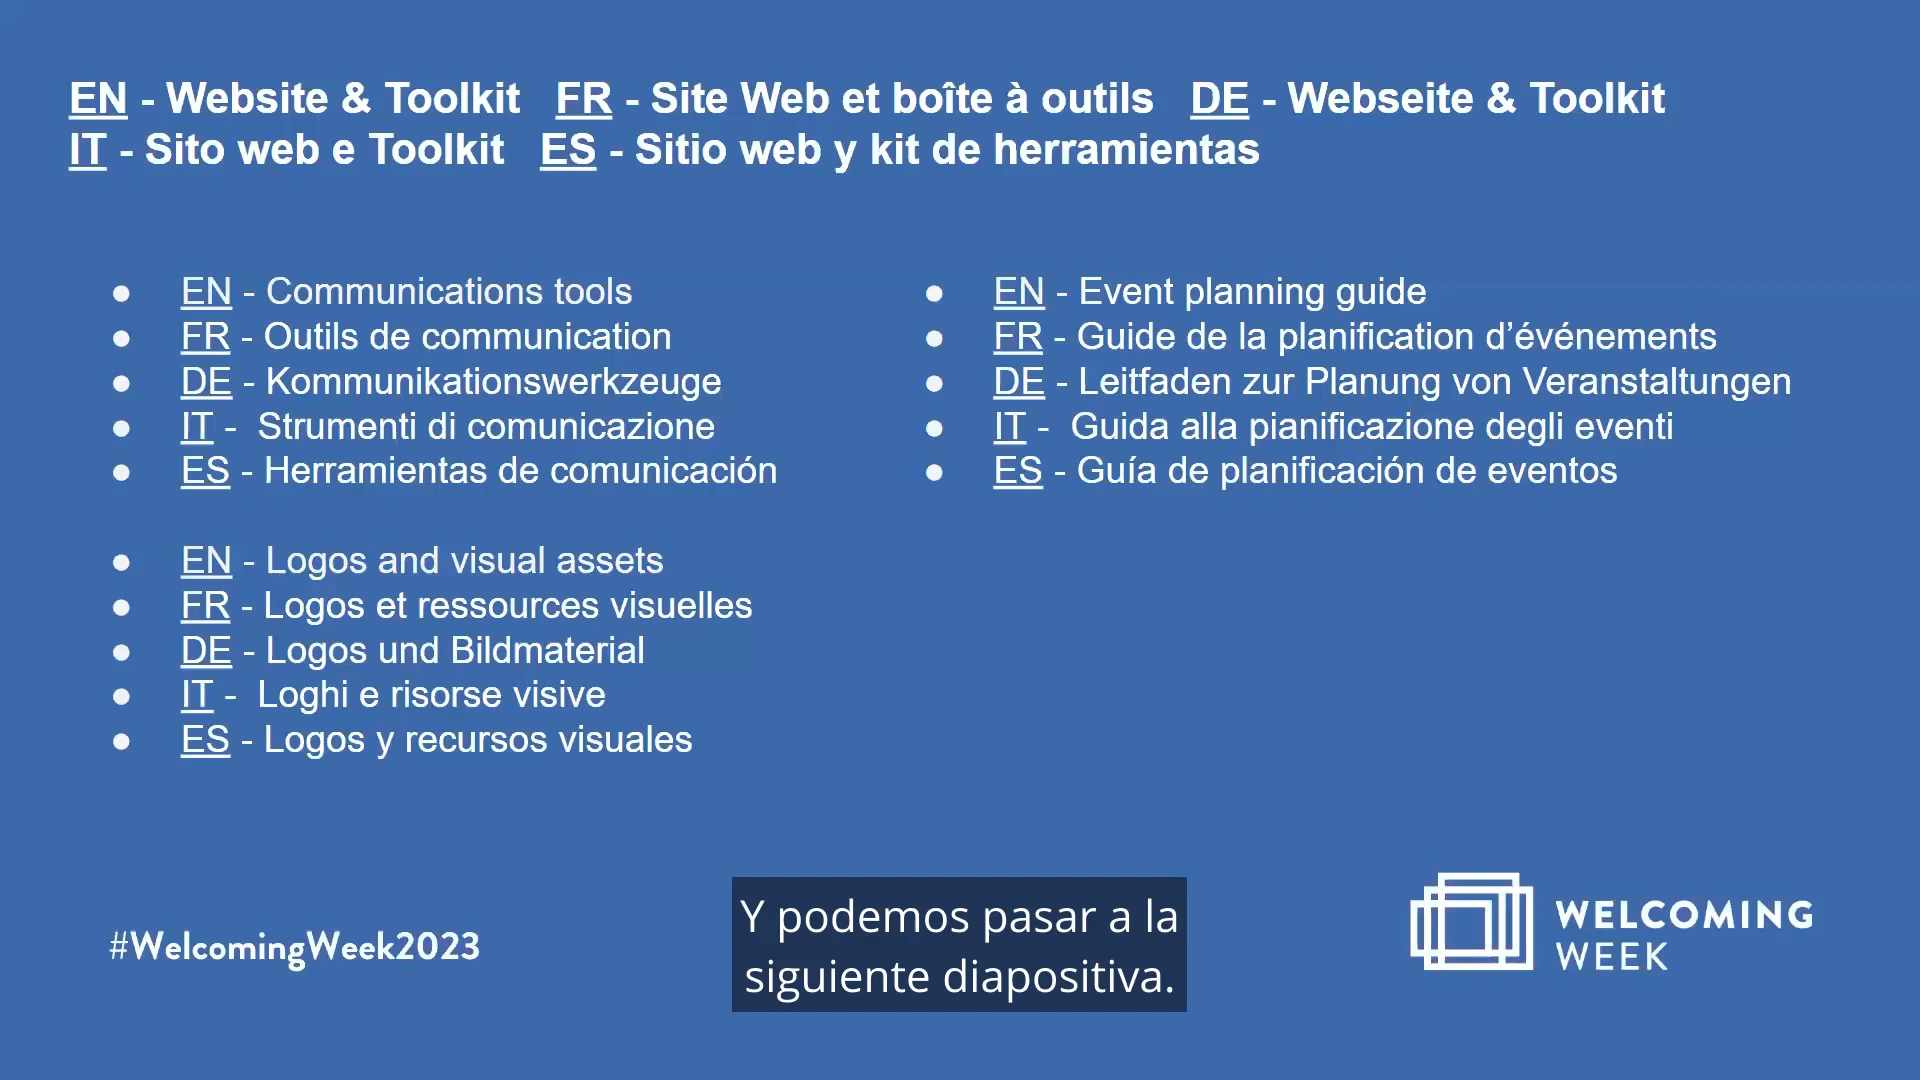 EN - Website & Toolkit   FR - Site Web et boîte à outils   DE - Webseite & Toolkit
IT - Sito web e Toolkit   ES - Sitio web y kit de herramientas
● EN - Communications tools
● FR - Outils de communication
● DE - Kommunikationswerkzeuge
● IT -  Strumenti di comunicazione
● ES - Herramientas de comunicación
● EN - Logos and visual assets
● FR - Logos et ressources visuelles
● DE - Logos und Bildmaterial
● IT -  Loghi e risorse visive
● ES - Logos y recursos visuales
● EN - Event planning guide
● FR - Guide de la planification d’événements
● DE - Leitfaden zur Planung von Veranstaltungen
● IT -  Guida alla pianificazione degli eventi
● ES - Guía de planificación de eventos
#WelcomingWeek2023
Y podemos pasar a la
siguiente diapositiva.
WELCOMING
WEEK